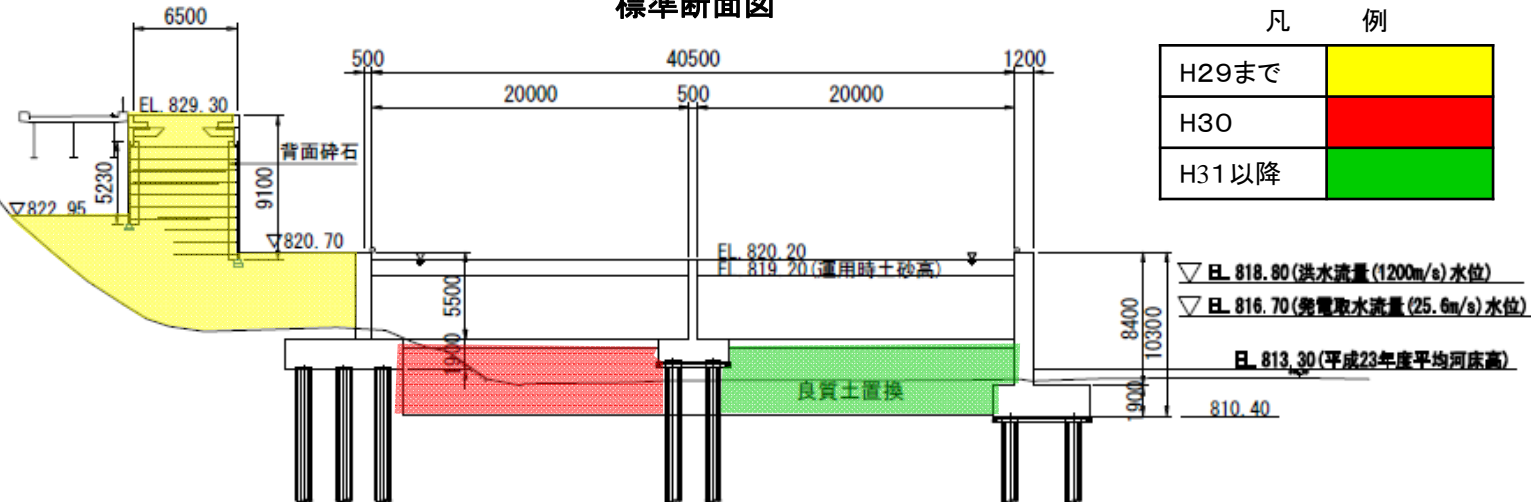 標準断面図
凡 例
H29まで
H30
H31以降
6500
500
40500
1200
20000
500
20000
EL.829.30
背面砕石
5230
9100
▽822.95
▽820.70
EL.820.20
EL.819.20(運用時土砂高)
5500
1900
8400
10300
1900
▽ EL.818.80(洪水流量(1200m/s)水位)
▽ EL.816.70(発電取水流量(25.6m/s)水位)
EL.813.30(平成23年度平均河床高)
良質土置換
810.40